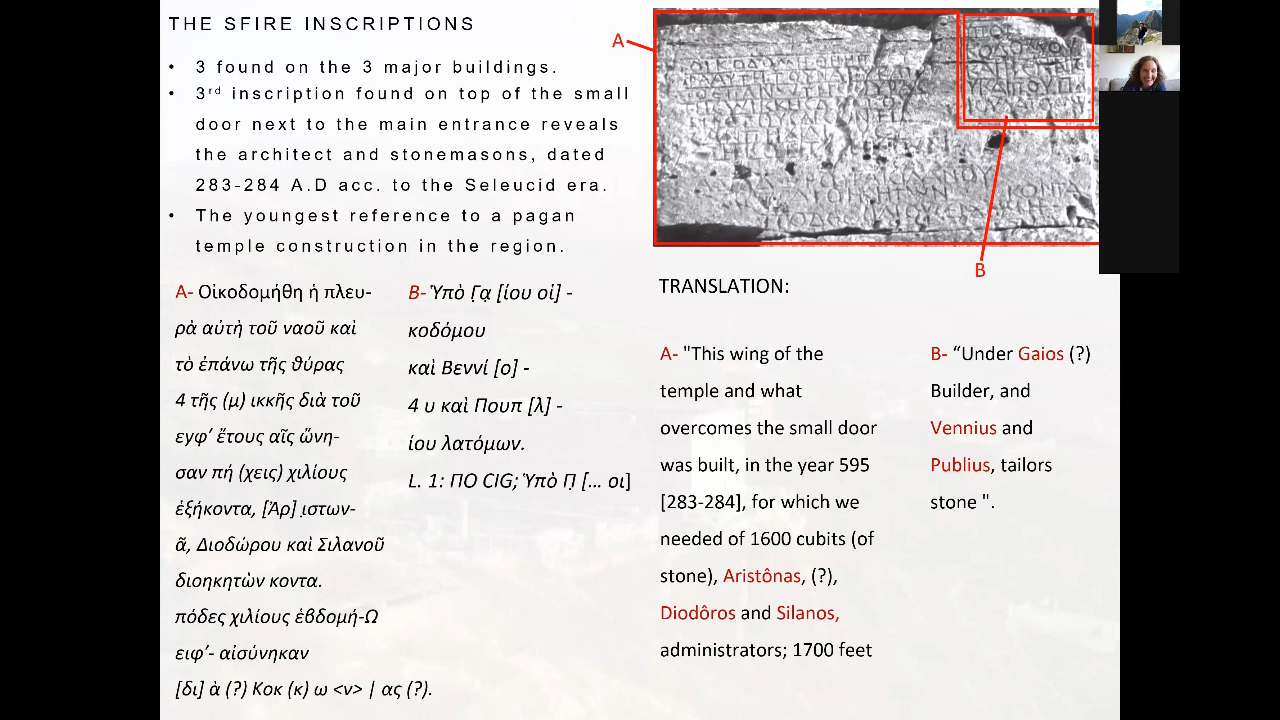 THE SFIRE INSCRIPTIONS
• 3 found on the 3 major buildings.
• 3rd inscription found on top of the small
door next to the main entrance reveals
the architect and stonemasons, dated
283-284 A.D acc. to the Seleucid era.
• The youngest reference to a pagan
temple construction in the region.
A
B
A- Οἰκοδομήθη ἡ πλευ-
ρὰ αὐτὴ τοῦ ναοῦ καὶ
τὸ ἐπάνω τῆς θύρας
4 τῆς (μ) ικκῆς διὰ τοῦ
εγφ’ ἔτους αἷς ὤνη-
σαν πή (χεις) χιλίους
ἑξήκοντα, [Ἀρ] ̣ιστων-
ᾶ, Διοδώρου καὶ Σιλανοῦ
διοηκητὼν κοντα.
πόδες χιλίους ἑβδομή-Ω
ειφ’- αἰσύνηκαν
[δι] ὰ (?) Κοκ (κ) ω <ν> | ας (?).
B- Ὑπὸ Γ̣α̣ [ίου οἰ] -
κοδόμου
καὶ Βεννί [ο] -
4 υ καὶ Πουπ [λ] -
ίου λατόμων.
L. 1: ΠΟ CIG; Ὑπὸ Π̣ [... οι]
TRANSLATION:
A- "This wing of the
temple and what
overcomes the small door
was built, in the year 595
[283-284], for which we
needed of 1600 cubits (of
stone), Aristônas, (?),
Diodôros and Silanos,
administrators; 1700 feet
B- “Under Gaios (?)
Builder, and
Vennius and
Publius, tailors
stone ".